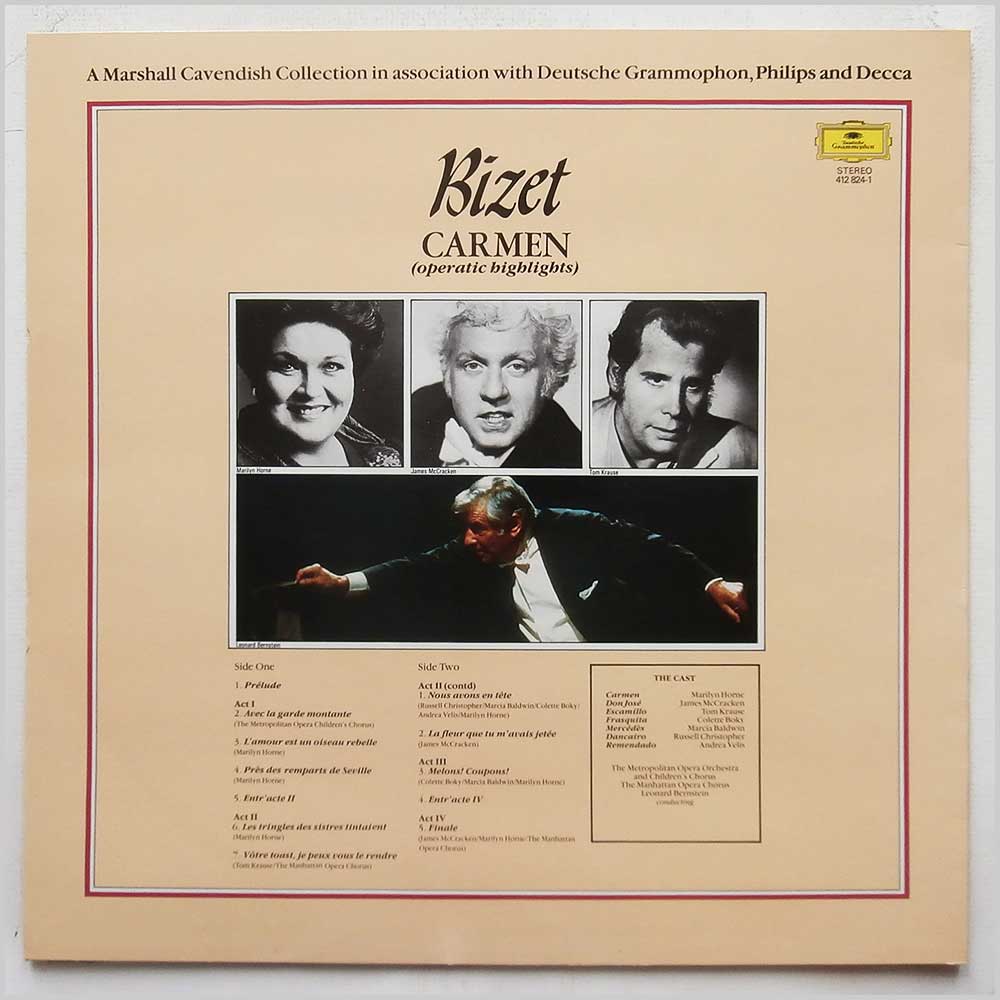 A Marshall Cavendish Collection in association with Deutsche Grammophon, Philips and Decca
Deutsche
Grammophon
STEREO
412 824-1
Bizet
CARMEN
(operatic highlights)
Marilyn Horne
James McCracken
Tom Krause
Leonard Bernstein
Side One
1. Prélude
Act I
2. Avec la garde montante
(The Metropolitan Opera Children's Chorus)
3. L'amour est un oiseau rebelle
(Marilyn Horne)
4. Près des remparts de Seville
(Marilyn Horne)
5. Entr'acte II
Act II
6. Les tringles des sistres tintaient
(Marilyn Horne)
7. Vôtre toast, je peux vous le rendre
(Tom Krause/The Manhattan Opera Chorus)
Side Two
Act II (contd)
1. Nous avons en tête
(Russell Christopher/Marcia Baldwin/Colette Boky/
Andrea Velis/Marilyn Horne)
2. La fleur que tu m'avais jetée
(James McCracken)
Act III
3. Melons! Coupons!
(Colette Boky/Marcia Baldwin/Marilyn Horne)
4. Entr'acte IV
Act IV
5. Finale
(James McCracken/Marilyn Horne/The Manhattan
Opera Chorus)
THE CAST
Carmen Marilyn Horne
Don José James McCracken
Escamillo Tom Krause
Frasquita Colette Boky
Mercédès Marcia Baldwin
Dancairo Russell Christopher
Remendado Andrea Velis
The Metropolitan Opera Orchestra
and Children's Chorus
The Manhattan Opera Chorus
Leonard Bernstein
conducting